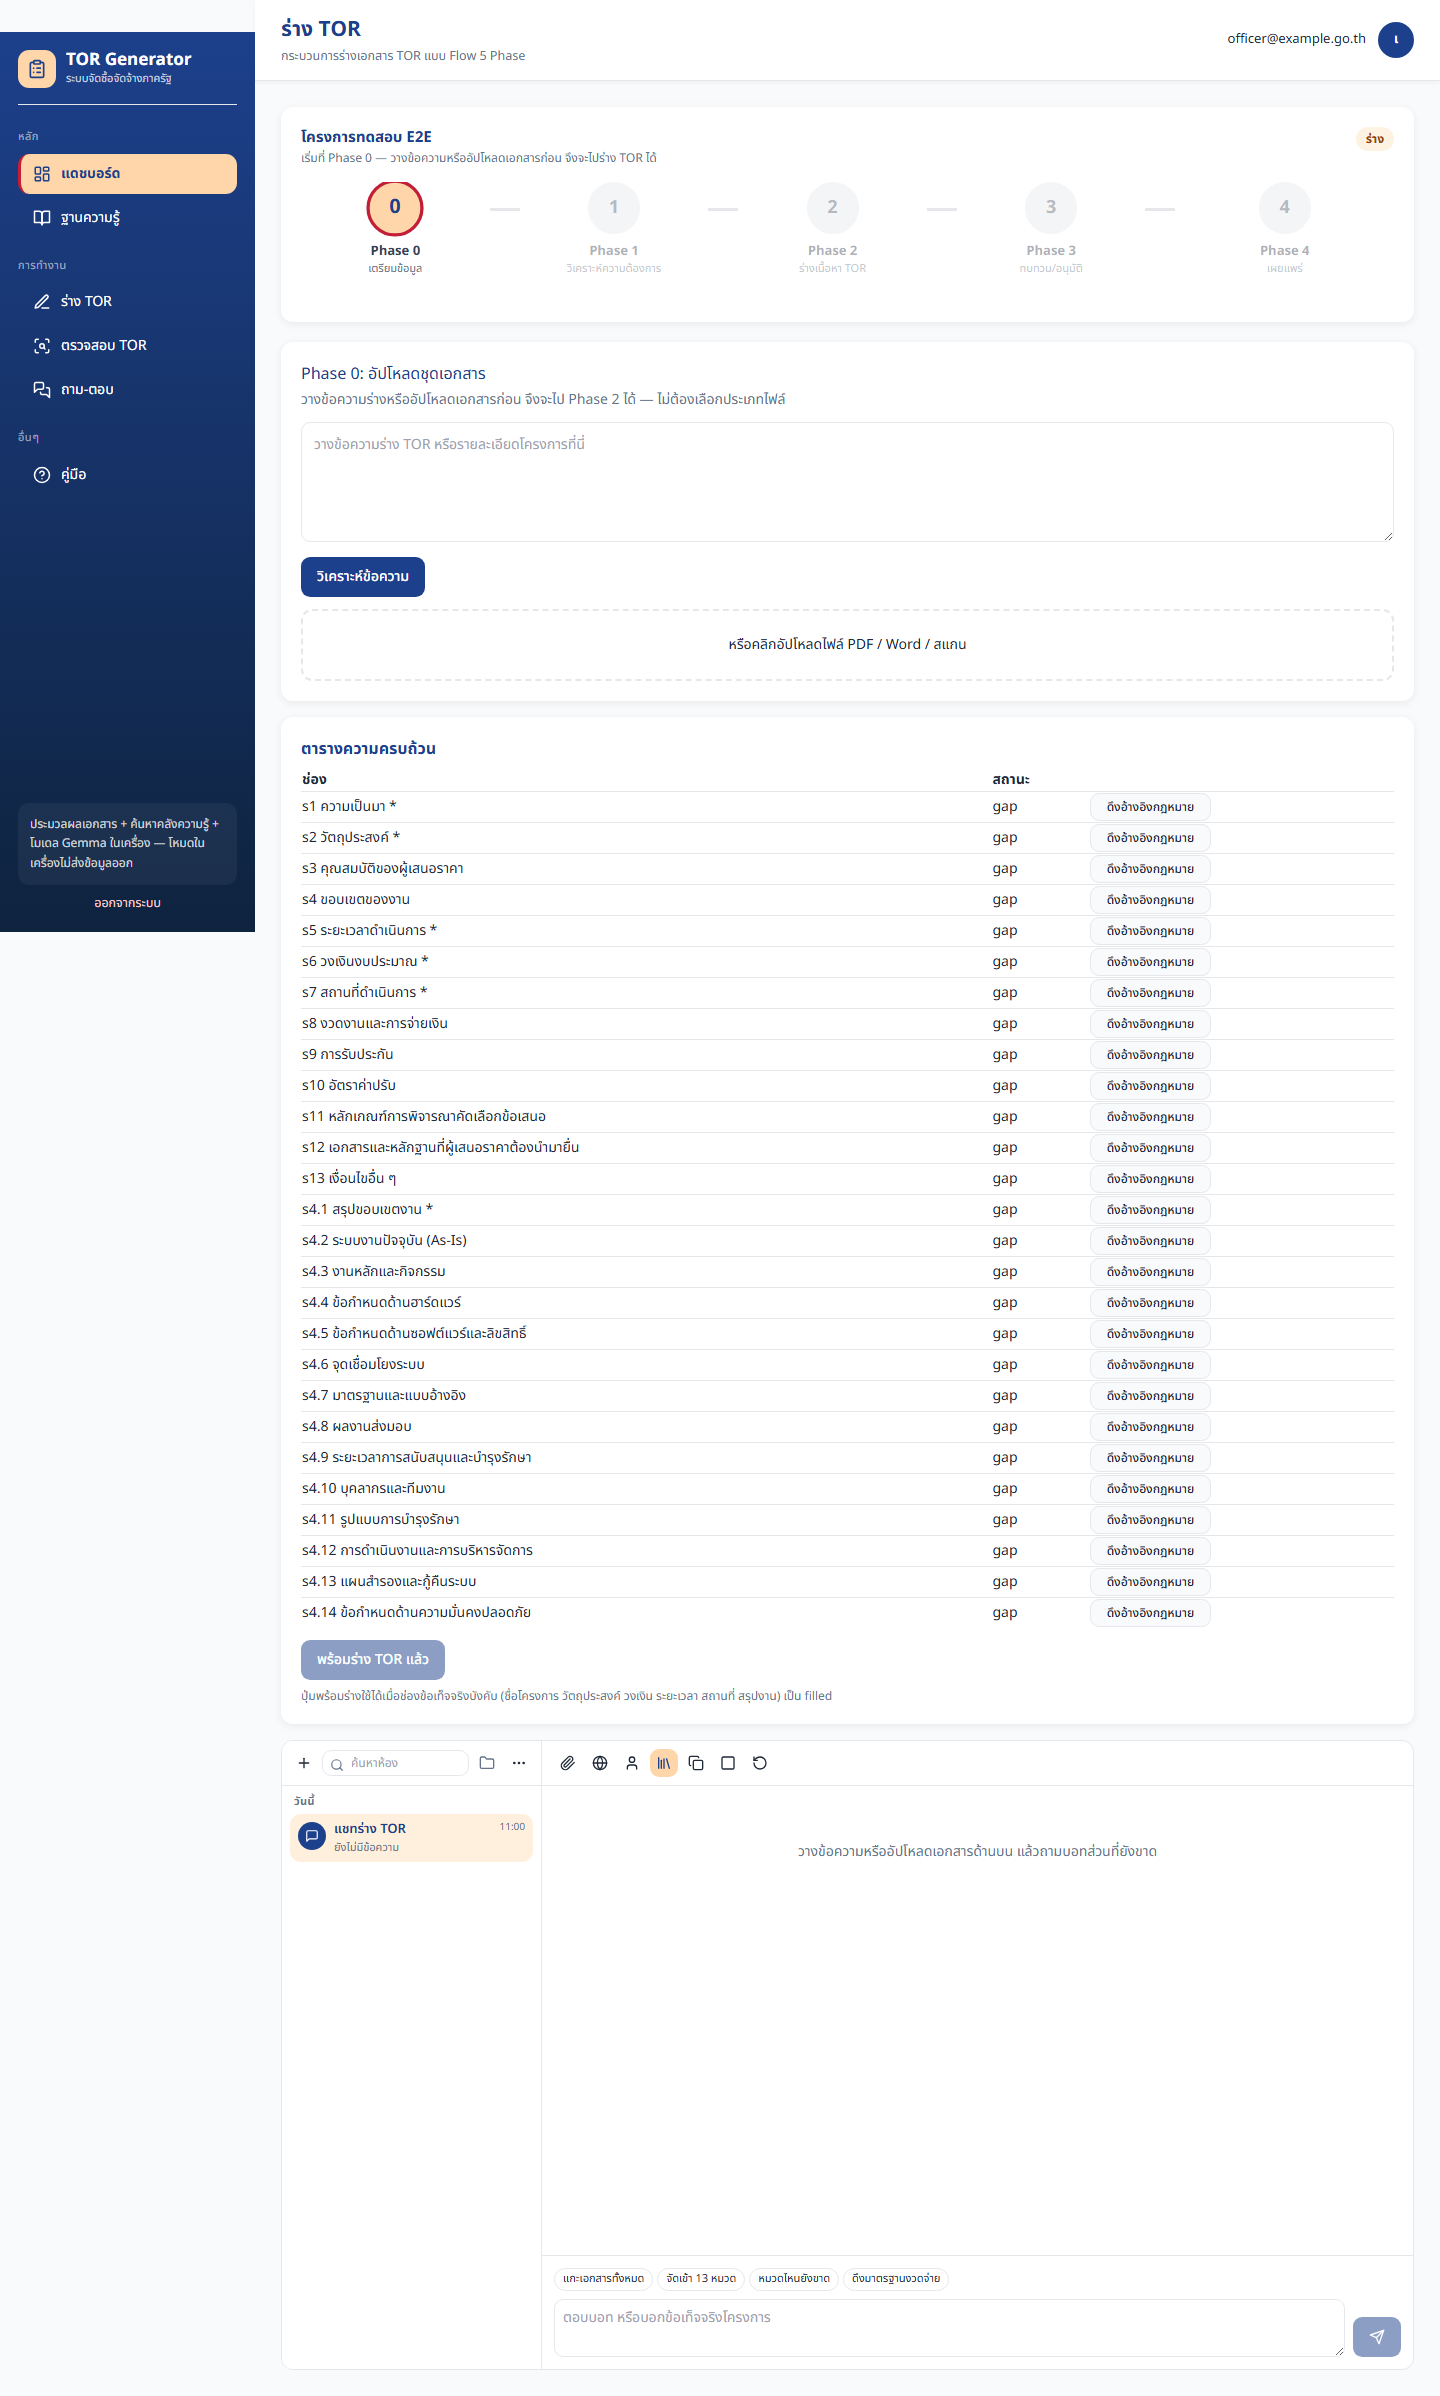 TOR Generator
ระบบจัดซื้อจัดจ้างภาครัฐ
หลัก
แดชบอร์ด
ฐานความรู้
การทำงาน
ร่าง TOR
ตรวจสอบ TOR
ถาม-ตอบ
อื่นๆ
คู่มือ
ประมวลผลเอกสาร + ค้นหาคลังความรู้ +
โมเดล Gemma ในเครื่อง — โหมดใน
เครื่องไม่ส่งข้อมูลออก
ออกจากระบบ
ร่าง TOR
กระบวนการร่างเอกสาร TOR แบบ Flow 5 Phase
officer@example.go.th
เ
โครงการทดสอบ E2E
เริ่มที่ Phase 0 — วางข้อความหรืออัปโหลดเอกสารก่อน จึงจะไปร่าง TOR ได้
ร่าง
0
Phase 0
เตรียมข้อมูล
1
Phase 1
วิเคราะห์ความต้องการ
2
Phase 2
ร่างเนื้อหา TOR
3
Phase 3
ทบทวน/อนุมัติ
4
Phase 4
เผยแพร่
Phase 0: อัปโหลดชุดเอกสาร
วางข้อความร่างหรืออัปโหลดเอกสารก่อน จึงจะไป Phase 2 ได้ — ไม่ต้องเลือกประเภทไฟล์
วางข้อความร่าง TOR หรือรายละเอียดโครงการที่นี่
วิเคราะห์ข้อความ
หรือคลิกอัปโหลดไฟล์ PDF / Word / สแกน
ตารางความครบถ้วน
ช่อง สถานะ
s1 ความเป็นมา * gap ดึงอ้างอิงกฎหมาย
s2 วัตถุประสงค์ * gap ดึงอ้างอิงกฎหมาย
s3 คุณสมบัติของผู้เสนอราคา gap ดึงอ้างอิงกฎหมาย
s4 ขอบเขตของงาน gap ดึงอ้างอิงกฎหมาย
s5 ระยะเวลาดำเนินการ * gap ดึงอ้างอิงกฎหมาย
s6 วงเงินงบประมาณ * gap ดึงอ้างอิงกฎหมาย
s7 สถานที่ดำเนินการ * gap ดึงอ้างอิงกฎหมาย
s8 งวดงานและการจ่ายเงิน gap ดึงอ้างอิงกฎหมาย
s9 การรับประกัน gap ดึงอ้างอิงกฎหมาย
s10 อัตราค่าปรับ gap ดึงอ้างอิงกฎหมาย
s11 หลักเกณฑ์การพิจารณาคัดเลือกข้อเสนอ gap ดึงอ้างอิงกฎหมาย
s12 เอกสารและหลักฐานที่ผู้เสนอราคาต้องนำมายื่น gap ดึงอ้างอิงกฎหมาย
s13 เงื่อนไขอื่น ๆ gap ดึงอ้างอิงกฎหมาย
s4.1 สรุปขอบเขตงาน * gap ดึงอ้างอิงกฎหมาย
s4.2 ระบบงานปัจจุบัน (As-Is) gap ดึงอ้างอิงกฎหมาย
s4.3 งานหลักและกิจกรรม gap ดึงอ้างอิงกฎหมาย
s4.4 ข้อกำหนดด้านฮาร์ดแวร์ gap ดึงอ้างอิงกฎหมาย
s4.5 ข้อกำหนดด้านซอฟต์แวร์และลิขสิทธิ์ gap ดึงอ้างอิงกฎหมาย
s4.6 จุดเชื่อมโยงระบบ gap ดึงอ้างอิงกฎหมาย
s4.7 มาตรฐานและแบบอ้างอิง gap ดึงอ้างอิงกฎหมาย
s4.8 ผลงานส่งมอบ gap ดึงอ้างอิงกฎหมาย
s4.9 ระยะเวลาการสนับสนุนและบำรุงรักษา gap ดึงอ้างอิงกฎหมาย
s4.10 บุคลากรและทีมงาน gap ดึงอ้างอิงกฎหมาย
s4.11 รูปแบบการบำรุงรักษา gap ดึงอ้างอิงกฎหมาย
s4.12 การดำเนินงานและการบริหารจัดการ gap ดึงอ้างอิงกฎหมาย
s4.13 แผนสำรองและกู้คืนระบบ gap ดึงอ้างอิงกฎหมาย
s4.14 ข้อกำหนดด้านความมั่นคงปลอดภัย gap ดึงอ้างอิงกฎหมาย
พร้อมร่าง TOR แล้ว
ปุ่มพร้อมร่างใช้ได้เมื่อช่องข้อเท็จจริงบังคับ (ชื่อโครงการ วัตถุประสงค์ วงเงิน ระยะเวลา สถานที่ สรุปงาน) เป็น filled
ค้นหาห้อง
วันนี้
แชทร่าง TOR 11:00
ยังไม่มีข้อความ
วางข้อความหรืออัปโหลดเอกสารด้านบน แล้วถามบอทส่วนที่ยังขาด
แกะเอกสารทั้งหมด จัดเข้า 13 หมวด หมวดไหนยังขาด ดึงมาตรฐานงวดจ่าย
ตอบบอท หรือบอกข้อเท็จจริงโครงการ